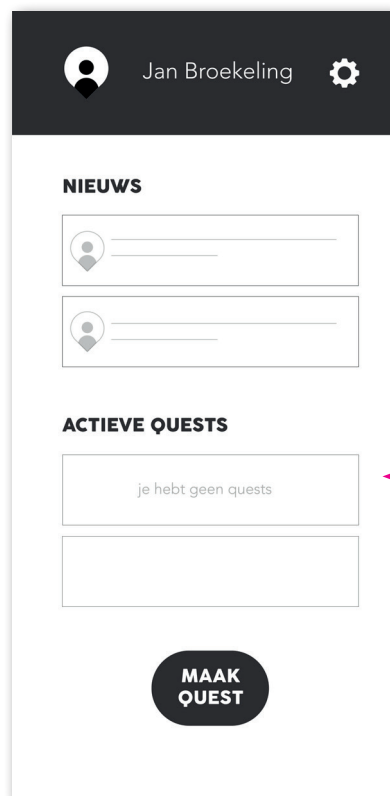 Jan Broekeling
NIEUWS
ACTIEVE QUESTS
je hebt geen quests
MAAK
QUEST